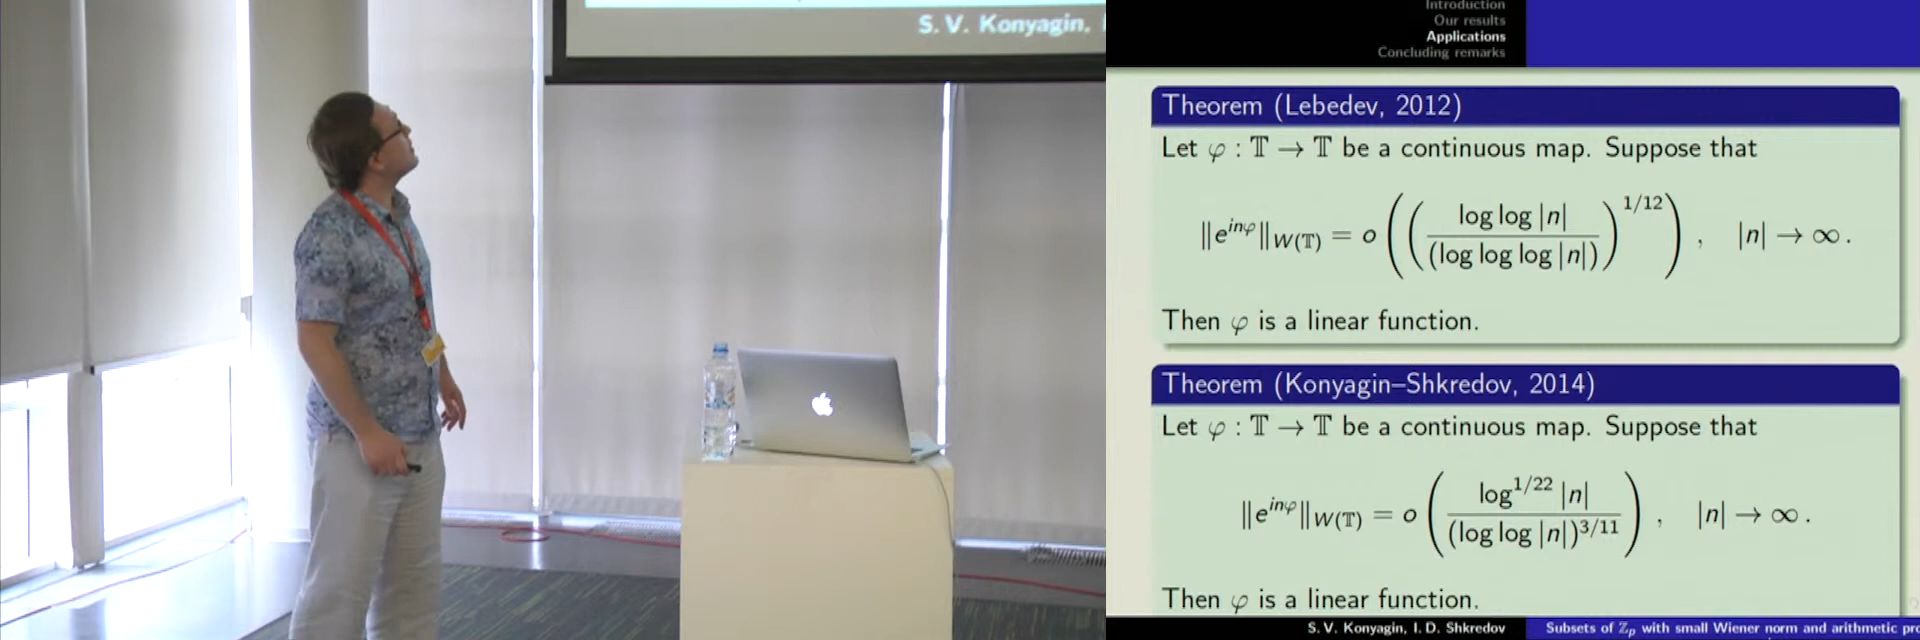 S. V. Konyagin,
Introduction
Our results
Applications
Concluding remarks
Theorem (Lebedev, 2012)
Let φ : 𝕋 → 𝕋 be a continuous map. Suppose that
‖e^{inφ}‖_{W(𝕋)} = o ( ( log log |n| / (log log log |n|) )^{1/12} ) , |n| → ∞ .
Then φ is a linear function.
Theorem (Konyagin–Shkredov, 2014)
Let φ : 𝕋 → 𝕋 be a continuous map. Suppose that
‖e^{inφ}‖_{W(𝕋)} = o ( log^{1/22} |n| / (log log |n|)^{3/11} ) , |n| → ∞ .
Then φ is a linear function.
S. V. Konyagin, I. D. Shkredov
Subsets of ℤ_p with small Wiener norm and arithmetic